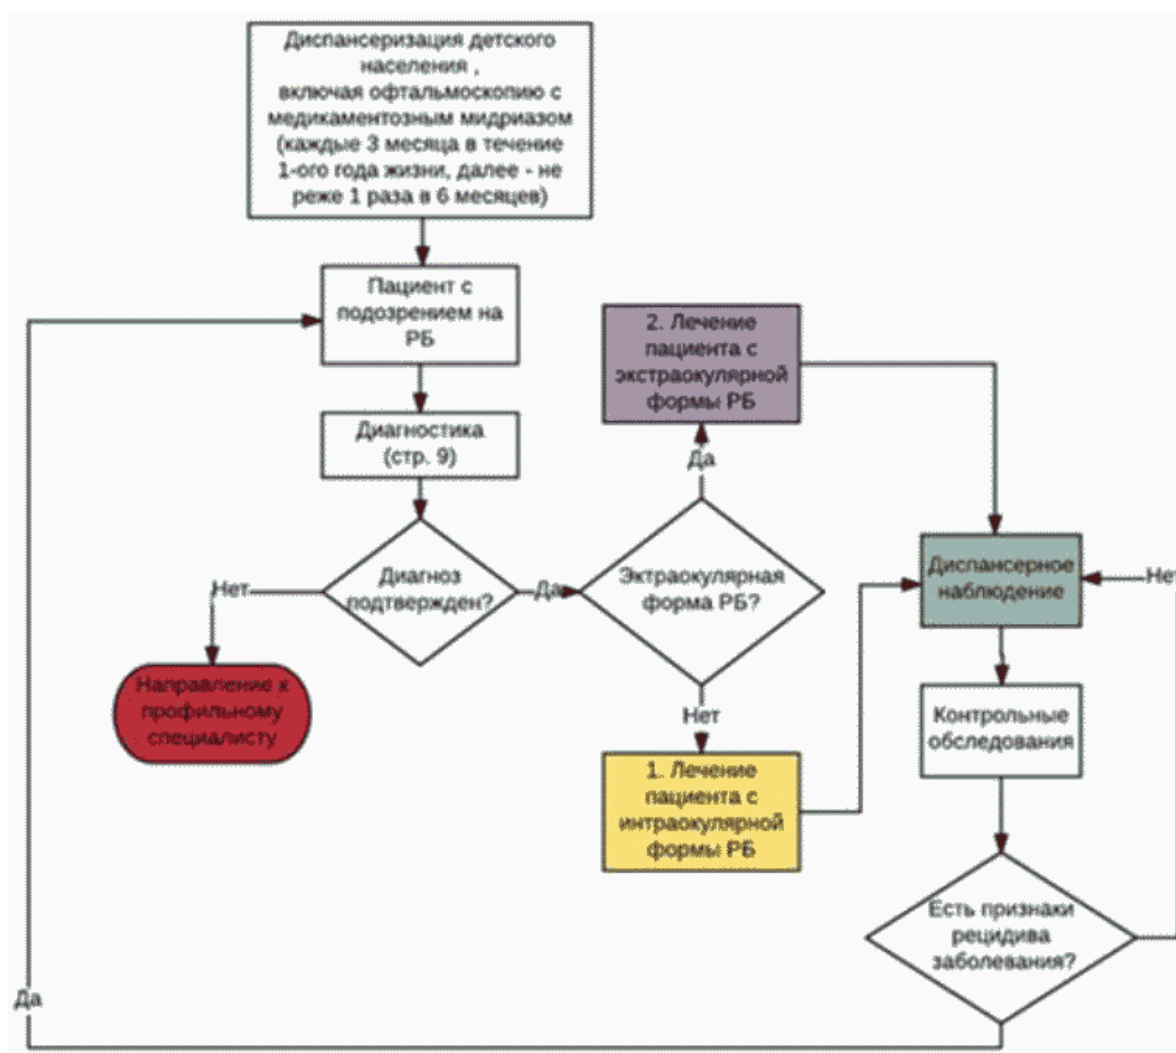 Диспансеризация детского
населения ,
включая офтальмоскопию с
медикаментозным мидриазом
(каждые 3 месяца в течение
1-ого года жизни, далее - не
реже 1 раза в 6 месяцев)
Пациент с
подозрением на
РБ
Диагностика
(стр. 9)
Диагноз
подтвержден?
Нет
Направление к
профильному
специалисту
Да
Эктраокулярная
форма РБ?
Да
2. Лечение
пациента с
экстраокулярной
формы РБ
Нет
1. Лечение
пациента с
интраокулярной
формы РБ
Диспансерное
наблюдение
Контрольные
обследования
Есть признаки
рецидива
заболевания?
Нет
Да